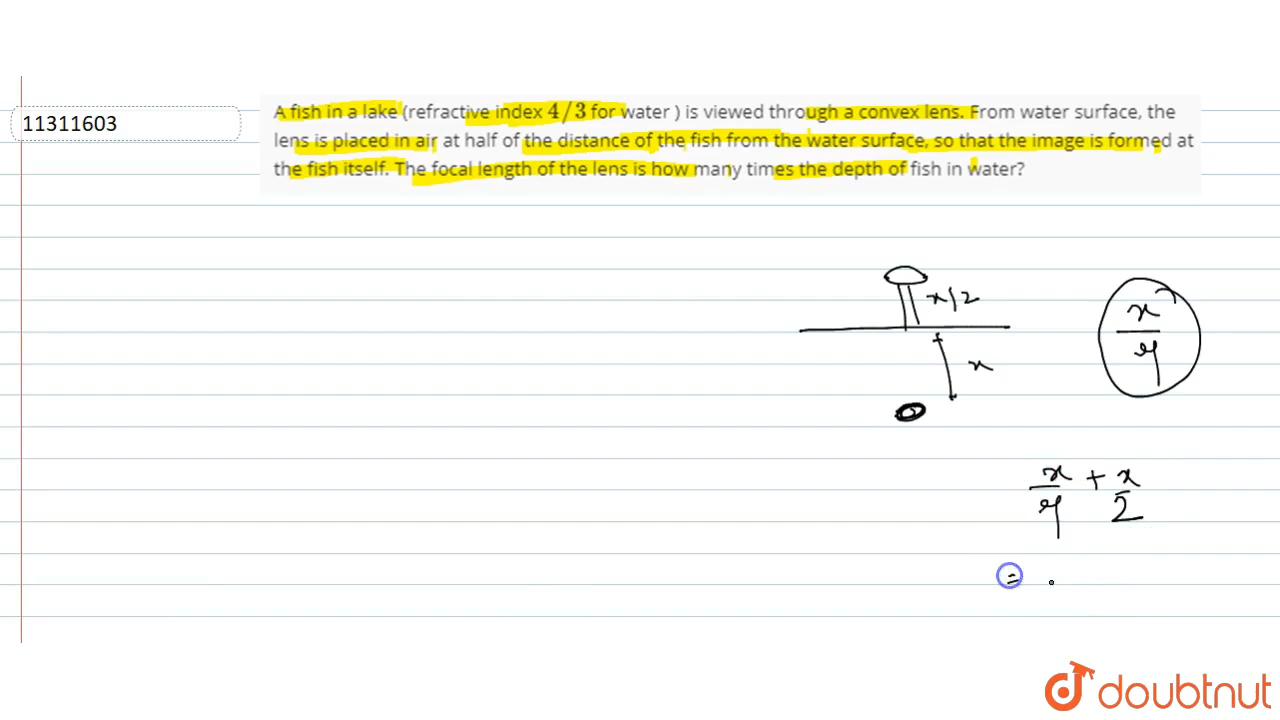 11311603
A fish in a lake (refractive index 4/3 for water ) is viewed through a convex lens. From water surface, the
lens is placed in air at half of the distance of the fish from the water surface, so that the image is formed at
the fish itself. The focal length of the lens is how many times the depth of fish in water?
x/2
x
x
μ
x/μ + x/2
=
doubtnut